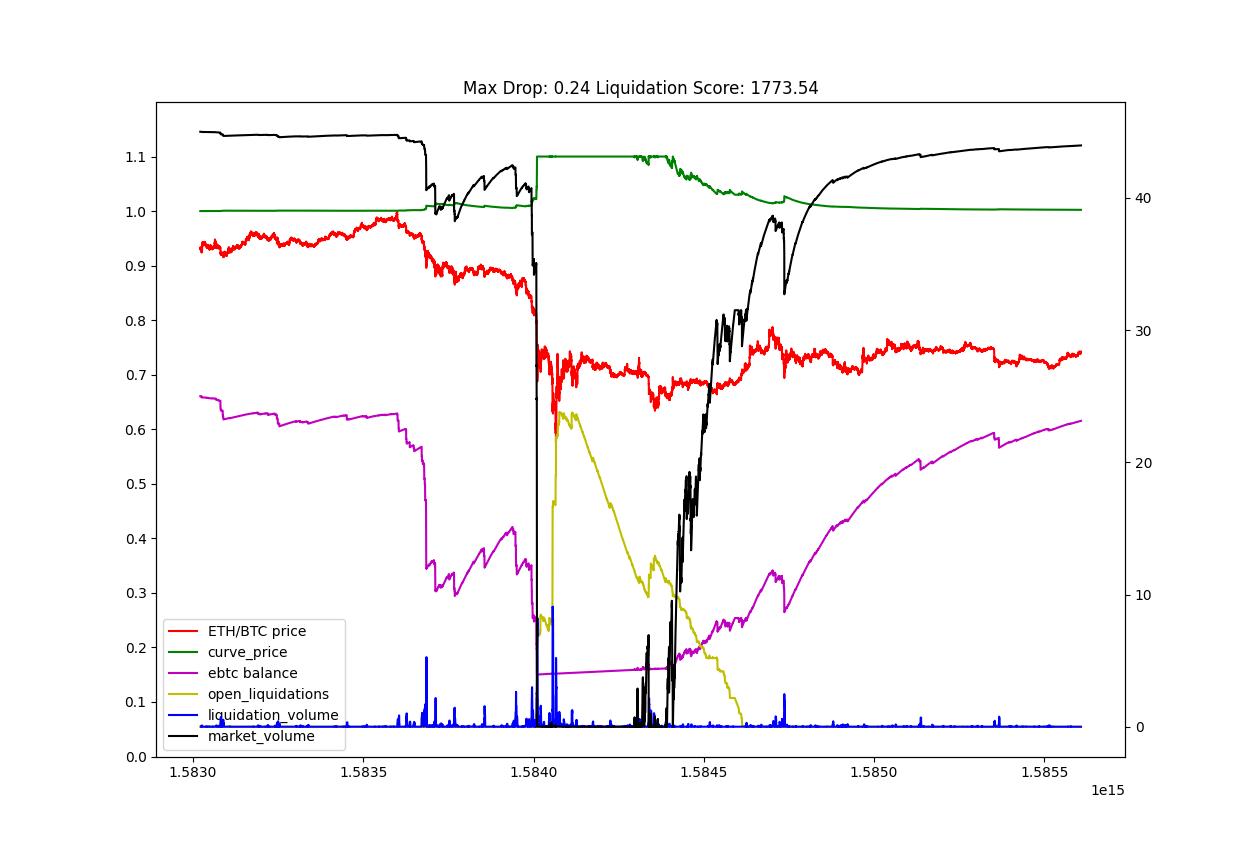 Max Drop: 0.24 Liquidation Score: 1773.54
1.1
1.0
0.9
0.8
0.7
0.6
0.5
0.4
0.3
0.2
0.1
0.0
40
30
20
10
0
ETH/BTC price
curve_price
ebtc balance
open_liquidations
liquidation_volume
market_volume
1.5830 1.5835 1.5840 1.5845 1.5850 1.5855
1e15